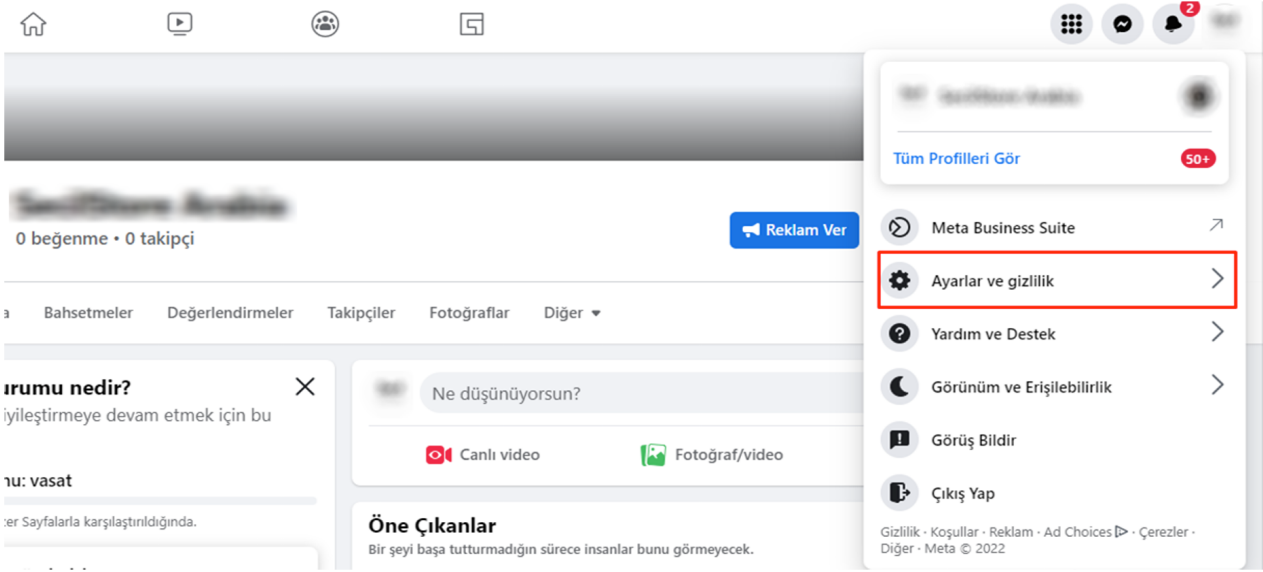 2
Tüm Profilleri Gör
50+
0 beğenme • 0 takipçi
Reklam Ver
Meta Business Suite
Ayarlar ve gizlilik
Bahsetmeler
Değerlendirmeler
Takipçiler
Fotoğraflar
Diğer
Yardım ve Destek
nedir?
iyileştirmeye devam etmek için bu
Ne düşünüyorsun?
Görünüm ve Erişilebilirlik
Canlı video
Fotoğraf/video
Görüş Bildir
vasat
Sayfalarla karşılaştırıldığında.
Çıkış Yap
Öne Çıkanlar
Bir şeyi başa tutturmadığın sürece insanlar bunu görmeyecek.
Gizlilik · Koşullar · Reklam · Ad Choices · Çerezler ·
Diğer · Meta © 2022